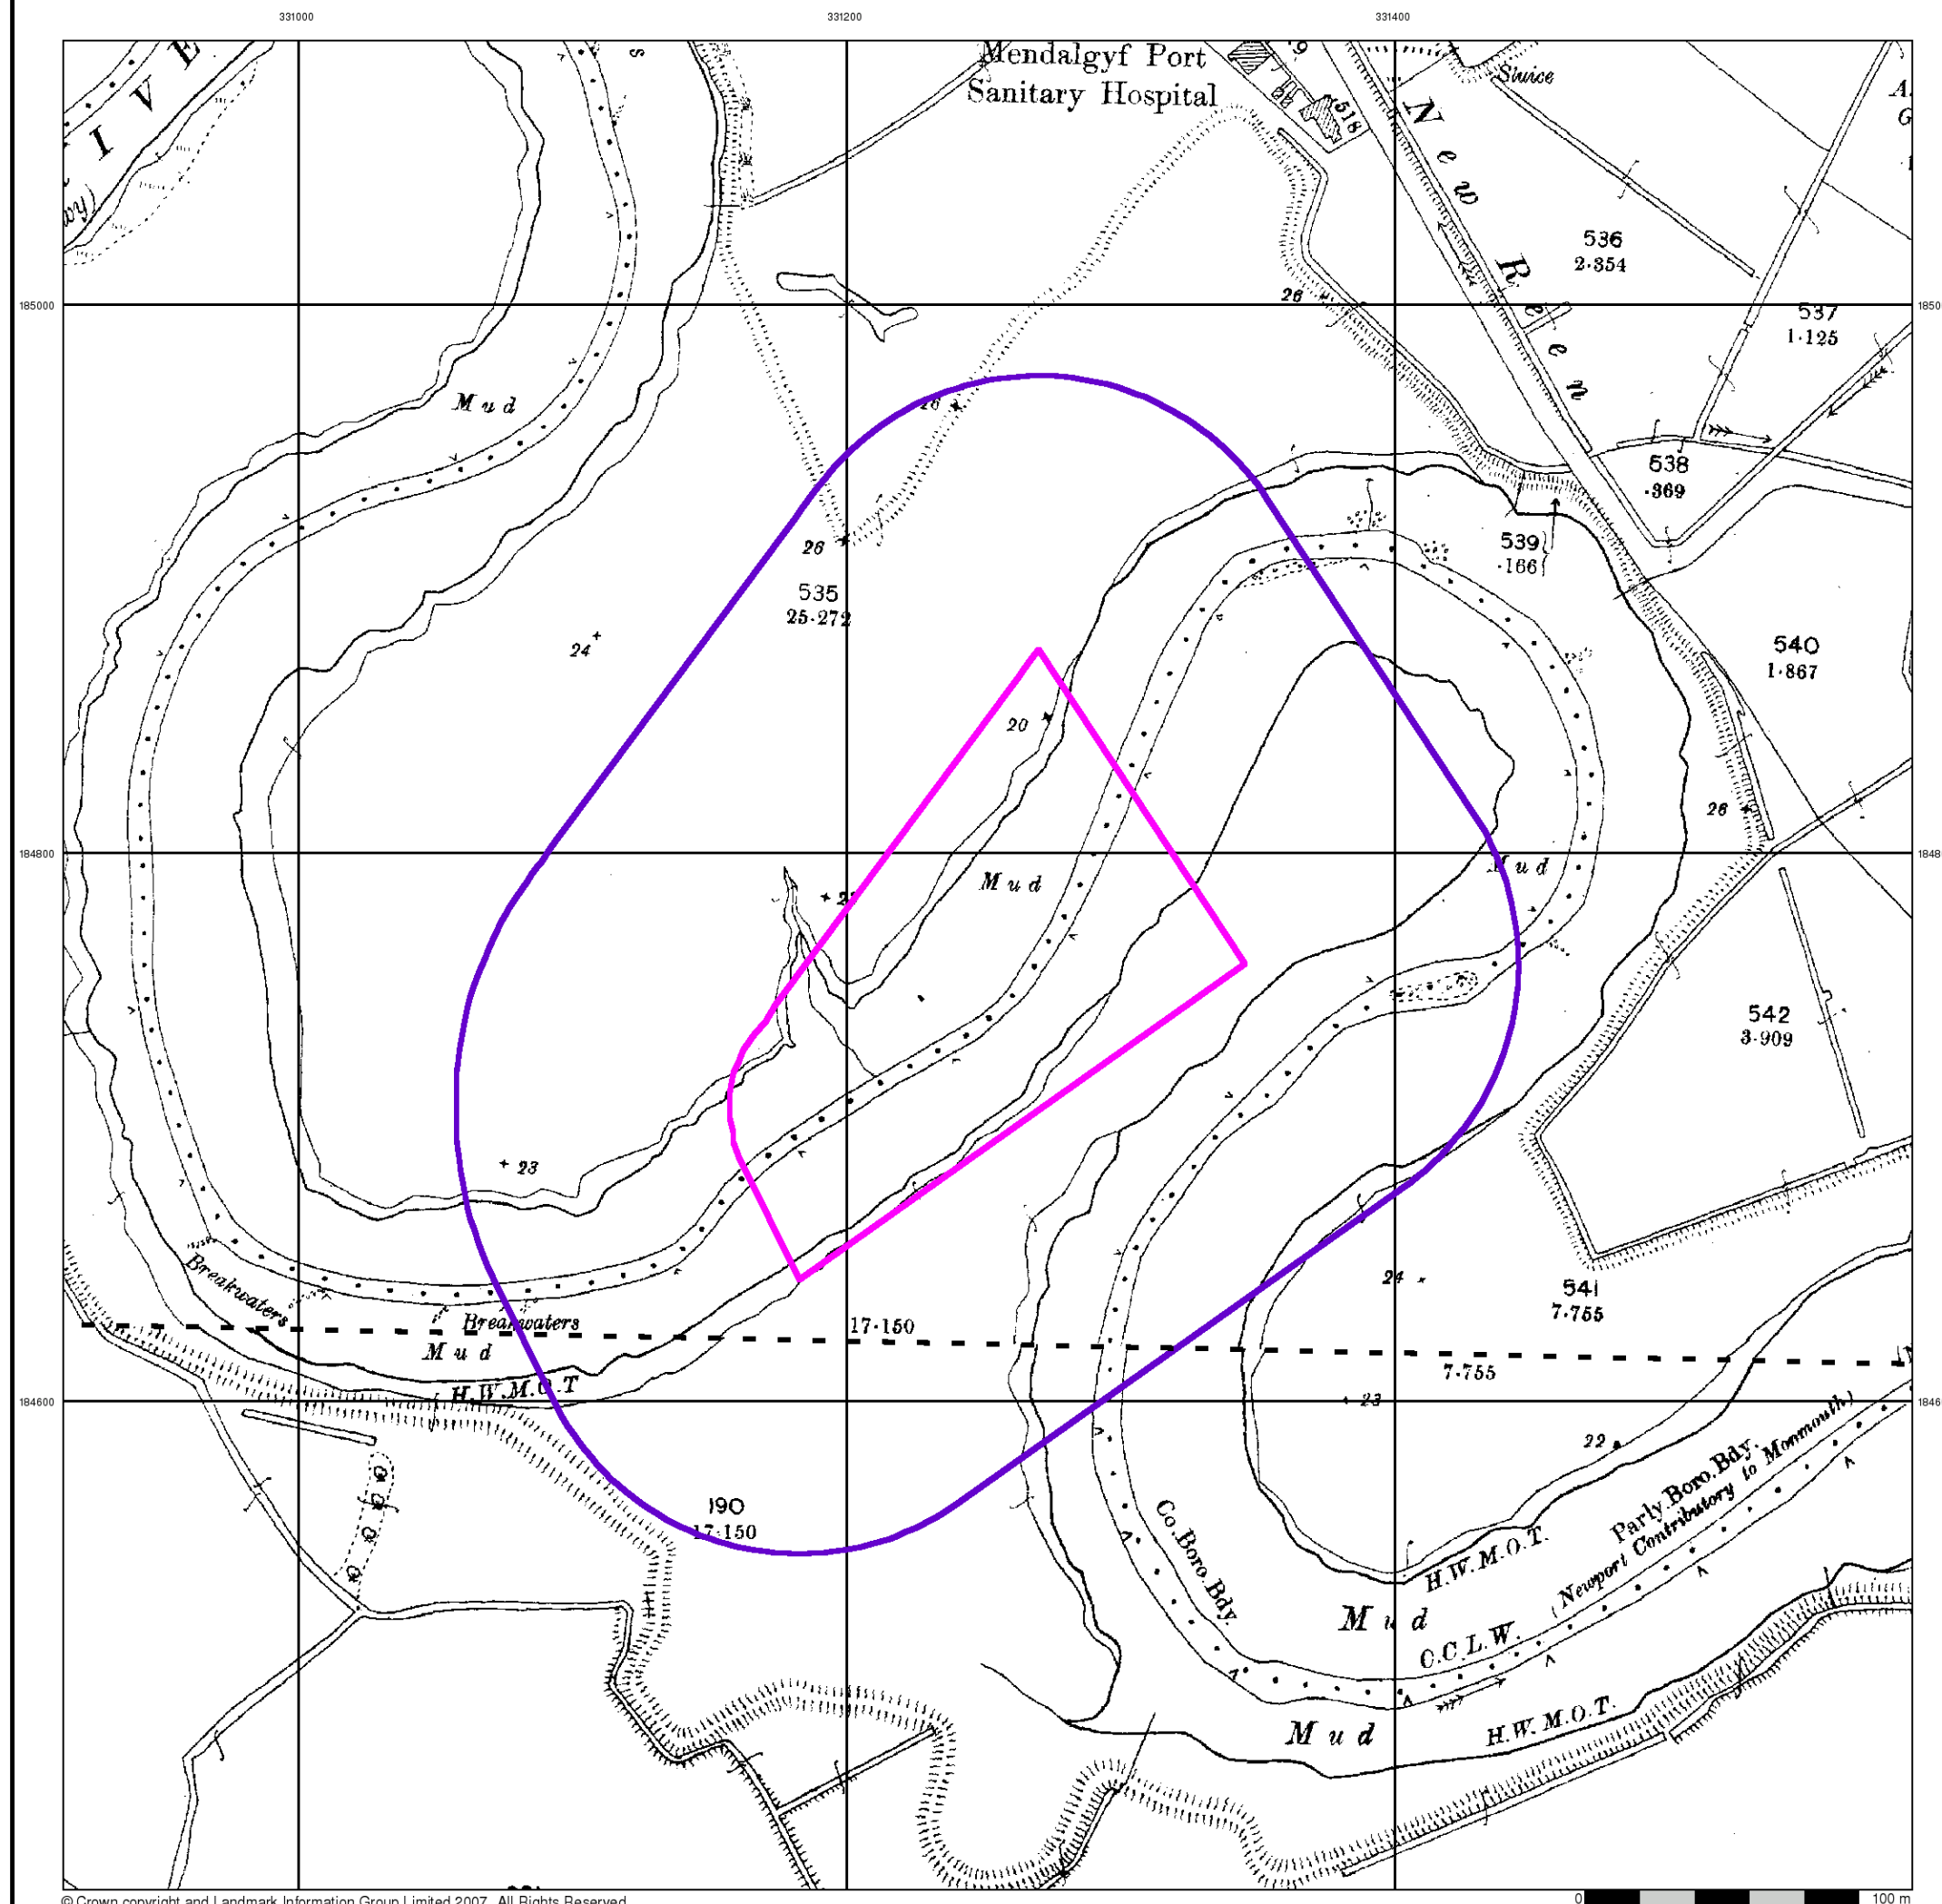 331000
331200
331400
Mendalgyf Port
Sanitary Hospital
518
Sluice
I V E
S
New Reen
536
2·354
185000
26
537
1·125
1850
Mud
26
538
·369
26
539
·166
535
25·272
24
540
1·867
20
26
184800
Mud
Mud
1848
542
3·909
23
24
541
7·755
Breakwaters
Breakwaters
17·150
Mud
7·755
H.W.M.O.T
184600
23
1846
22
190
17·150
Co. Boro. Bdy.
Parly. Boro. Bdy.
(Newport Contributory to Monmouth)
H.W.M.O.T.
Mud
C.C.L.W.
Mud
H.W.M.O.T.
© Crown copyright and Landmark Information Group Limited 2007. All Rights Reserved.
0
100 m